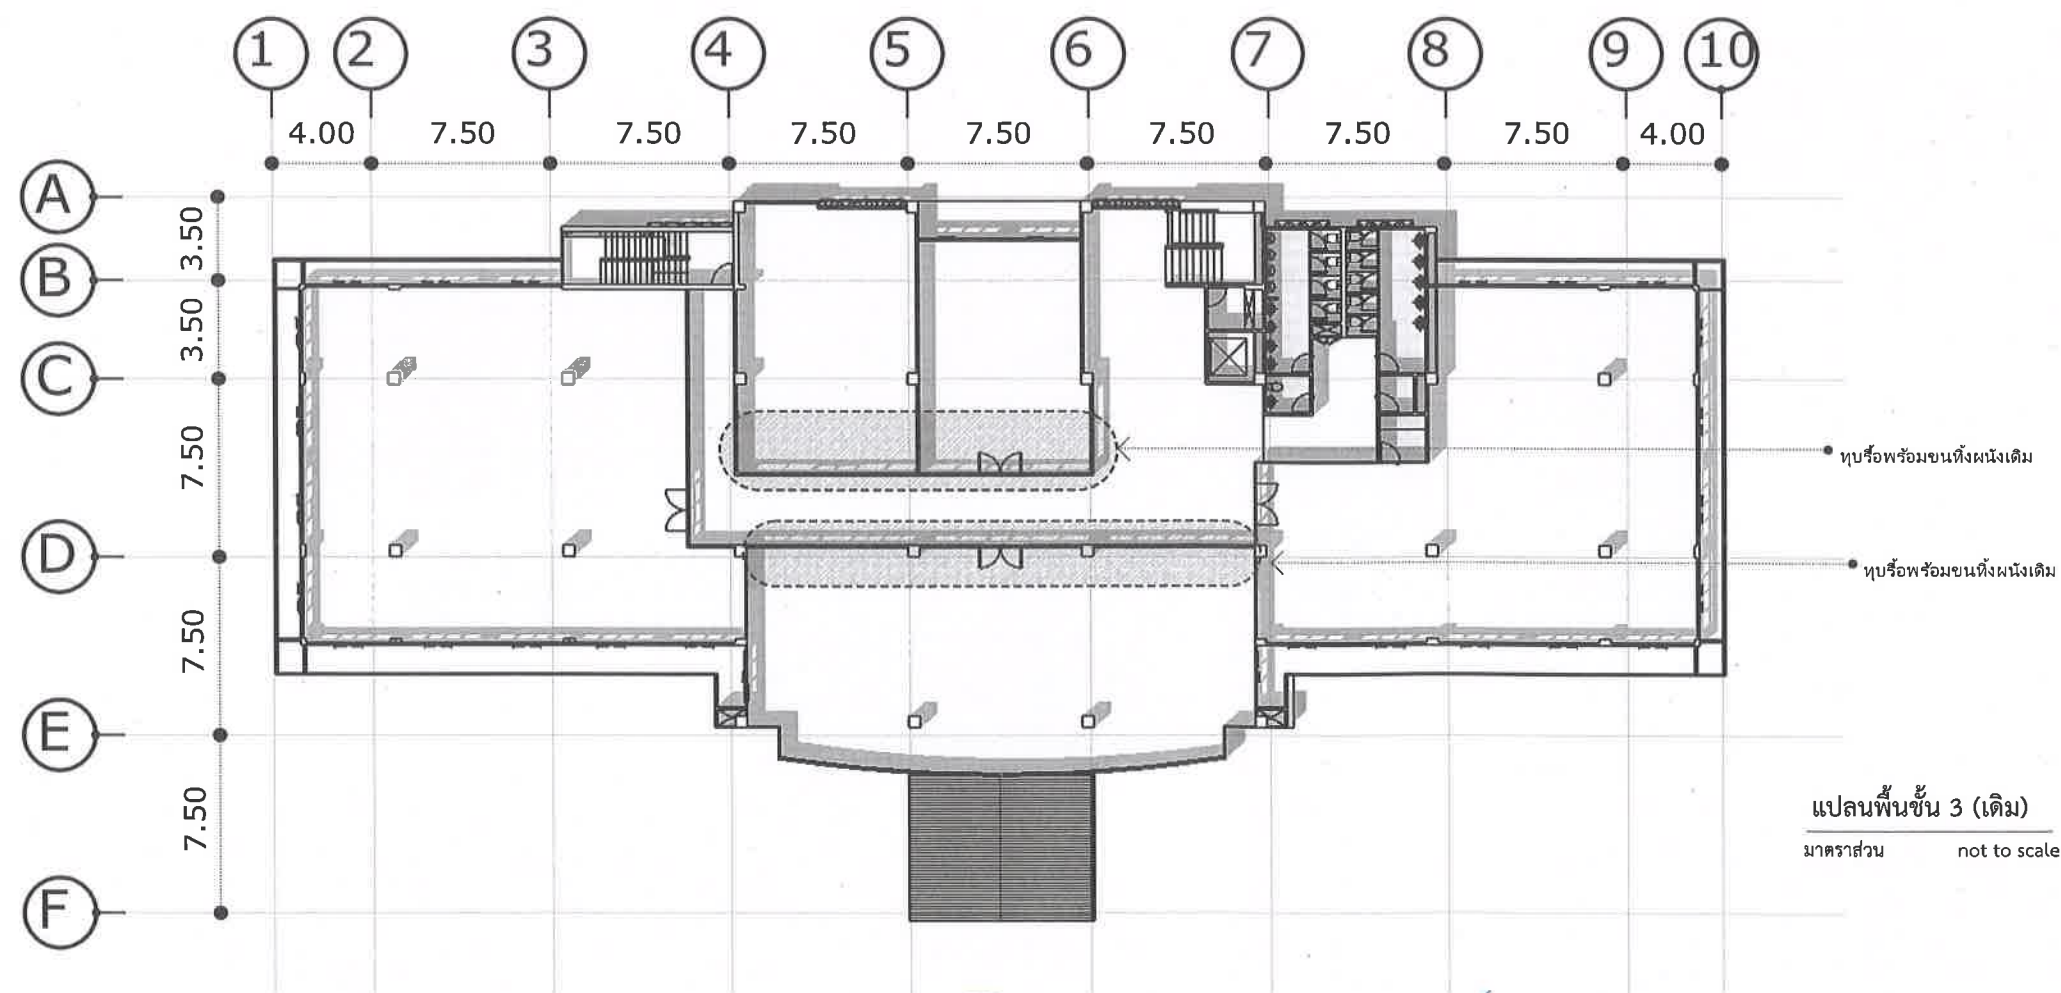 1 2 3 4 5 6 7 8 9 10
4.00 7.50 7.50 7.50 7.50 7.50 7.50 7.50 4.00
A
3.50
B
3.50
C
7.50
ทุบรื้อพร้อมขนทิ้งผนังเดิม
D
ทุบรื้อพร้อมขนทิ้งผนังเดิม
7.50
E
7.50
แปลนพื้นชั้น 3 (เดิม)
มาตราส่วน not to scale
F